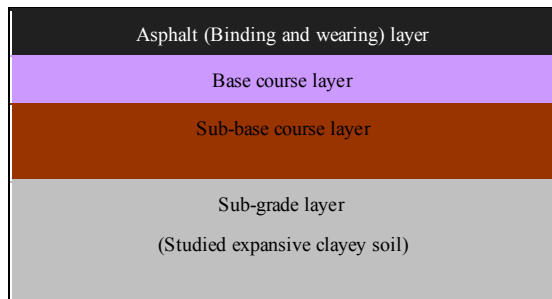 Asphalt (Binding and wearing) layer
Base course layer
Sub-base course layer
Sub-grade layer
(Studied expansive clayey soil)